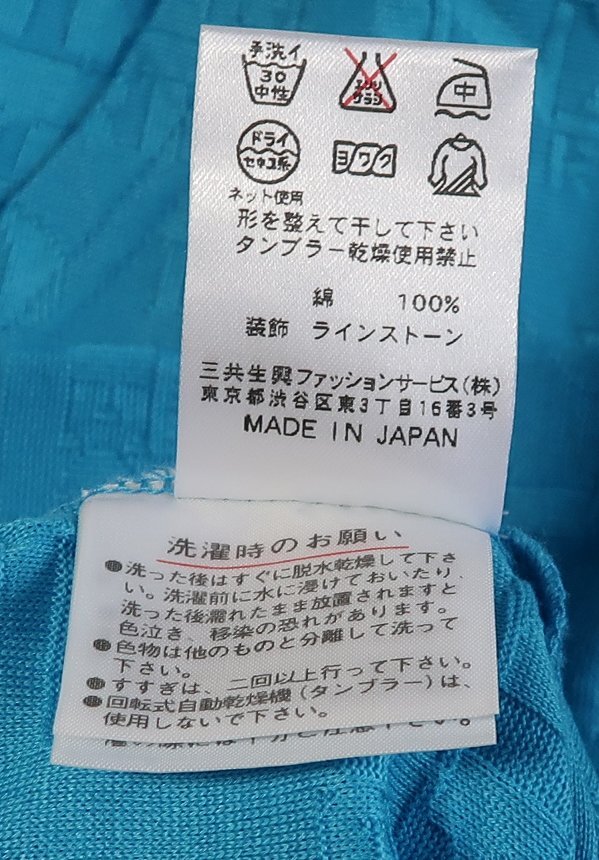 手洗イ
30
中性
エンソ
サラシ
中
ドライ
セキユ系
ヨワク
ネット使用
形を整えて干して下さい
タンブラー乾燥使用禁止
綿 100%
装飾 ラインストーン
三共生興ファッションサービス(株)
東京都渋谷区東3丁目16番3号
MADE IN JAPAN
洗濯時のお願い
●洗った後はすぐに脱水乾燥して下さ
い。洗濯前に水に浸けておいたり、
洗った後濡れたまま放置されますと
色泣き、移染の恐れがあります。
●色物は他のものと分離して洗って
下さい。
●すすぎは、二回以上行って下さい。
●回転式自動乾燥機(タンブラー)は、
使用しないで下さい。